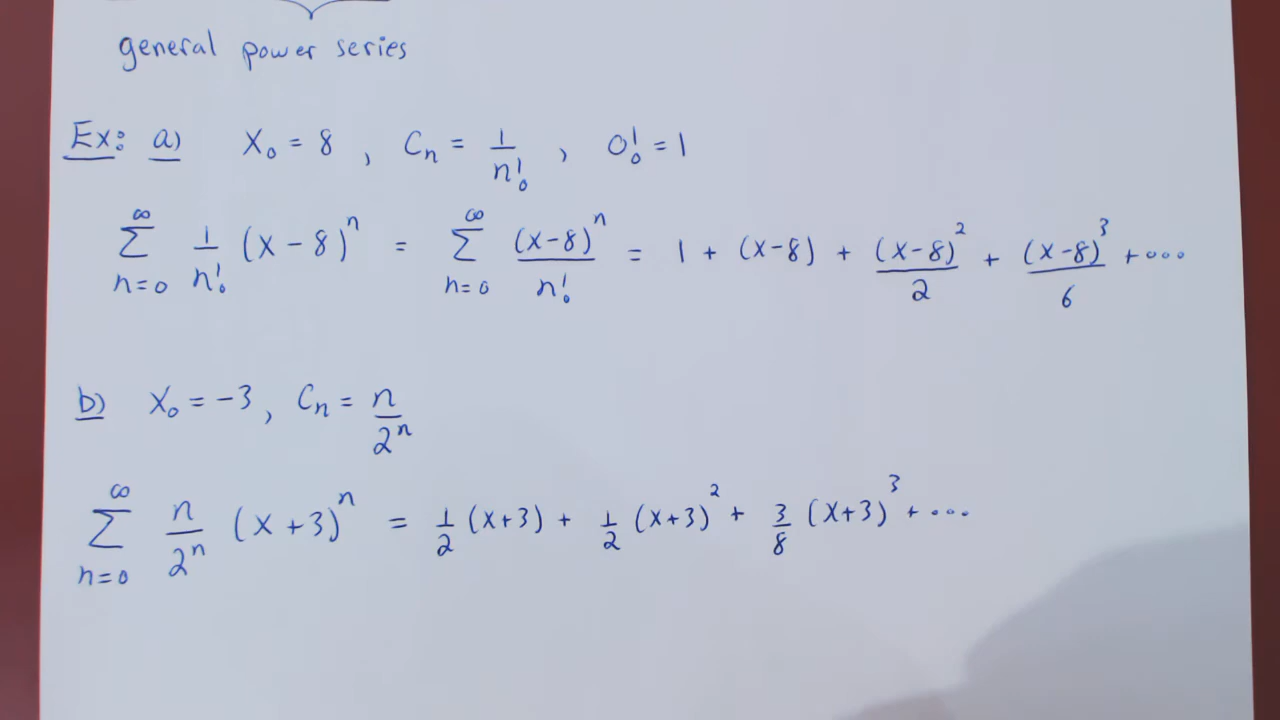 general power series
Ex: a) x₀ = 8 , Cₙ = 1/n! , 0! = 1
∑_{n=0}^{∞} 1/n! (x-8)ⁿ = ∑_{n=0}^{∞} (x-8)ⁿ/n! = 1 + (x-8) + (x-8)²/2 + (x-8)³/6 + ...
b) x₀ = -3 , Cₙ = n/2ⁿ
∑_{n=0}^{∞} n/2ⁿ (x+3)ⁿ = 1/2 (x+3) + 1/2 (x+3)² + 3/8 (x+3)³ + ...